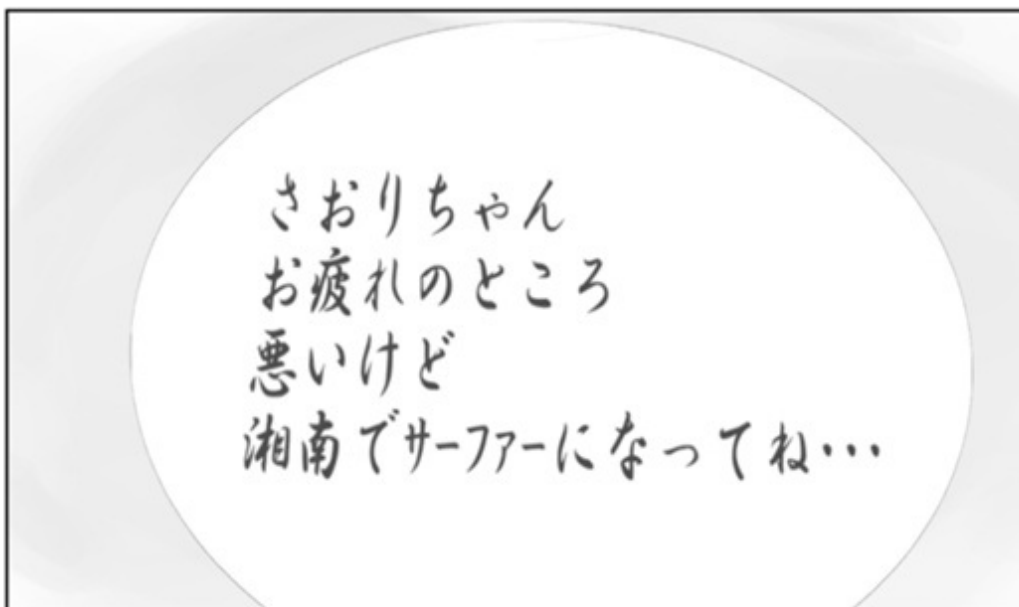 さおりちゃん
お疲れのところ
悪いけど
湘南でサーファーになってね…